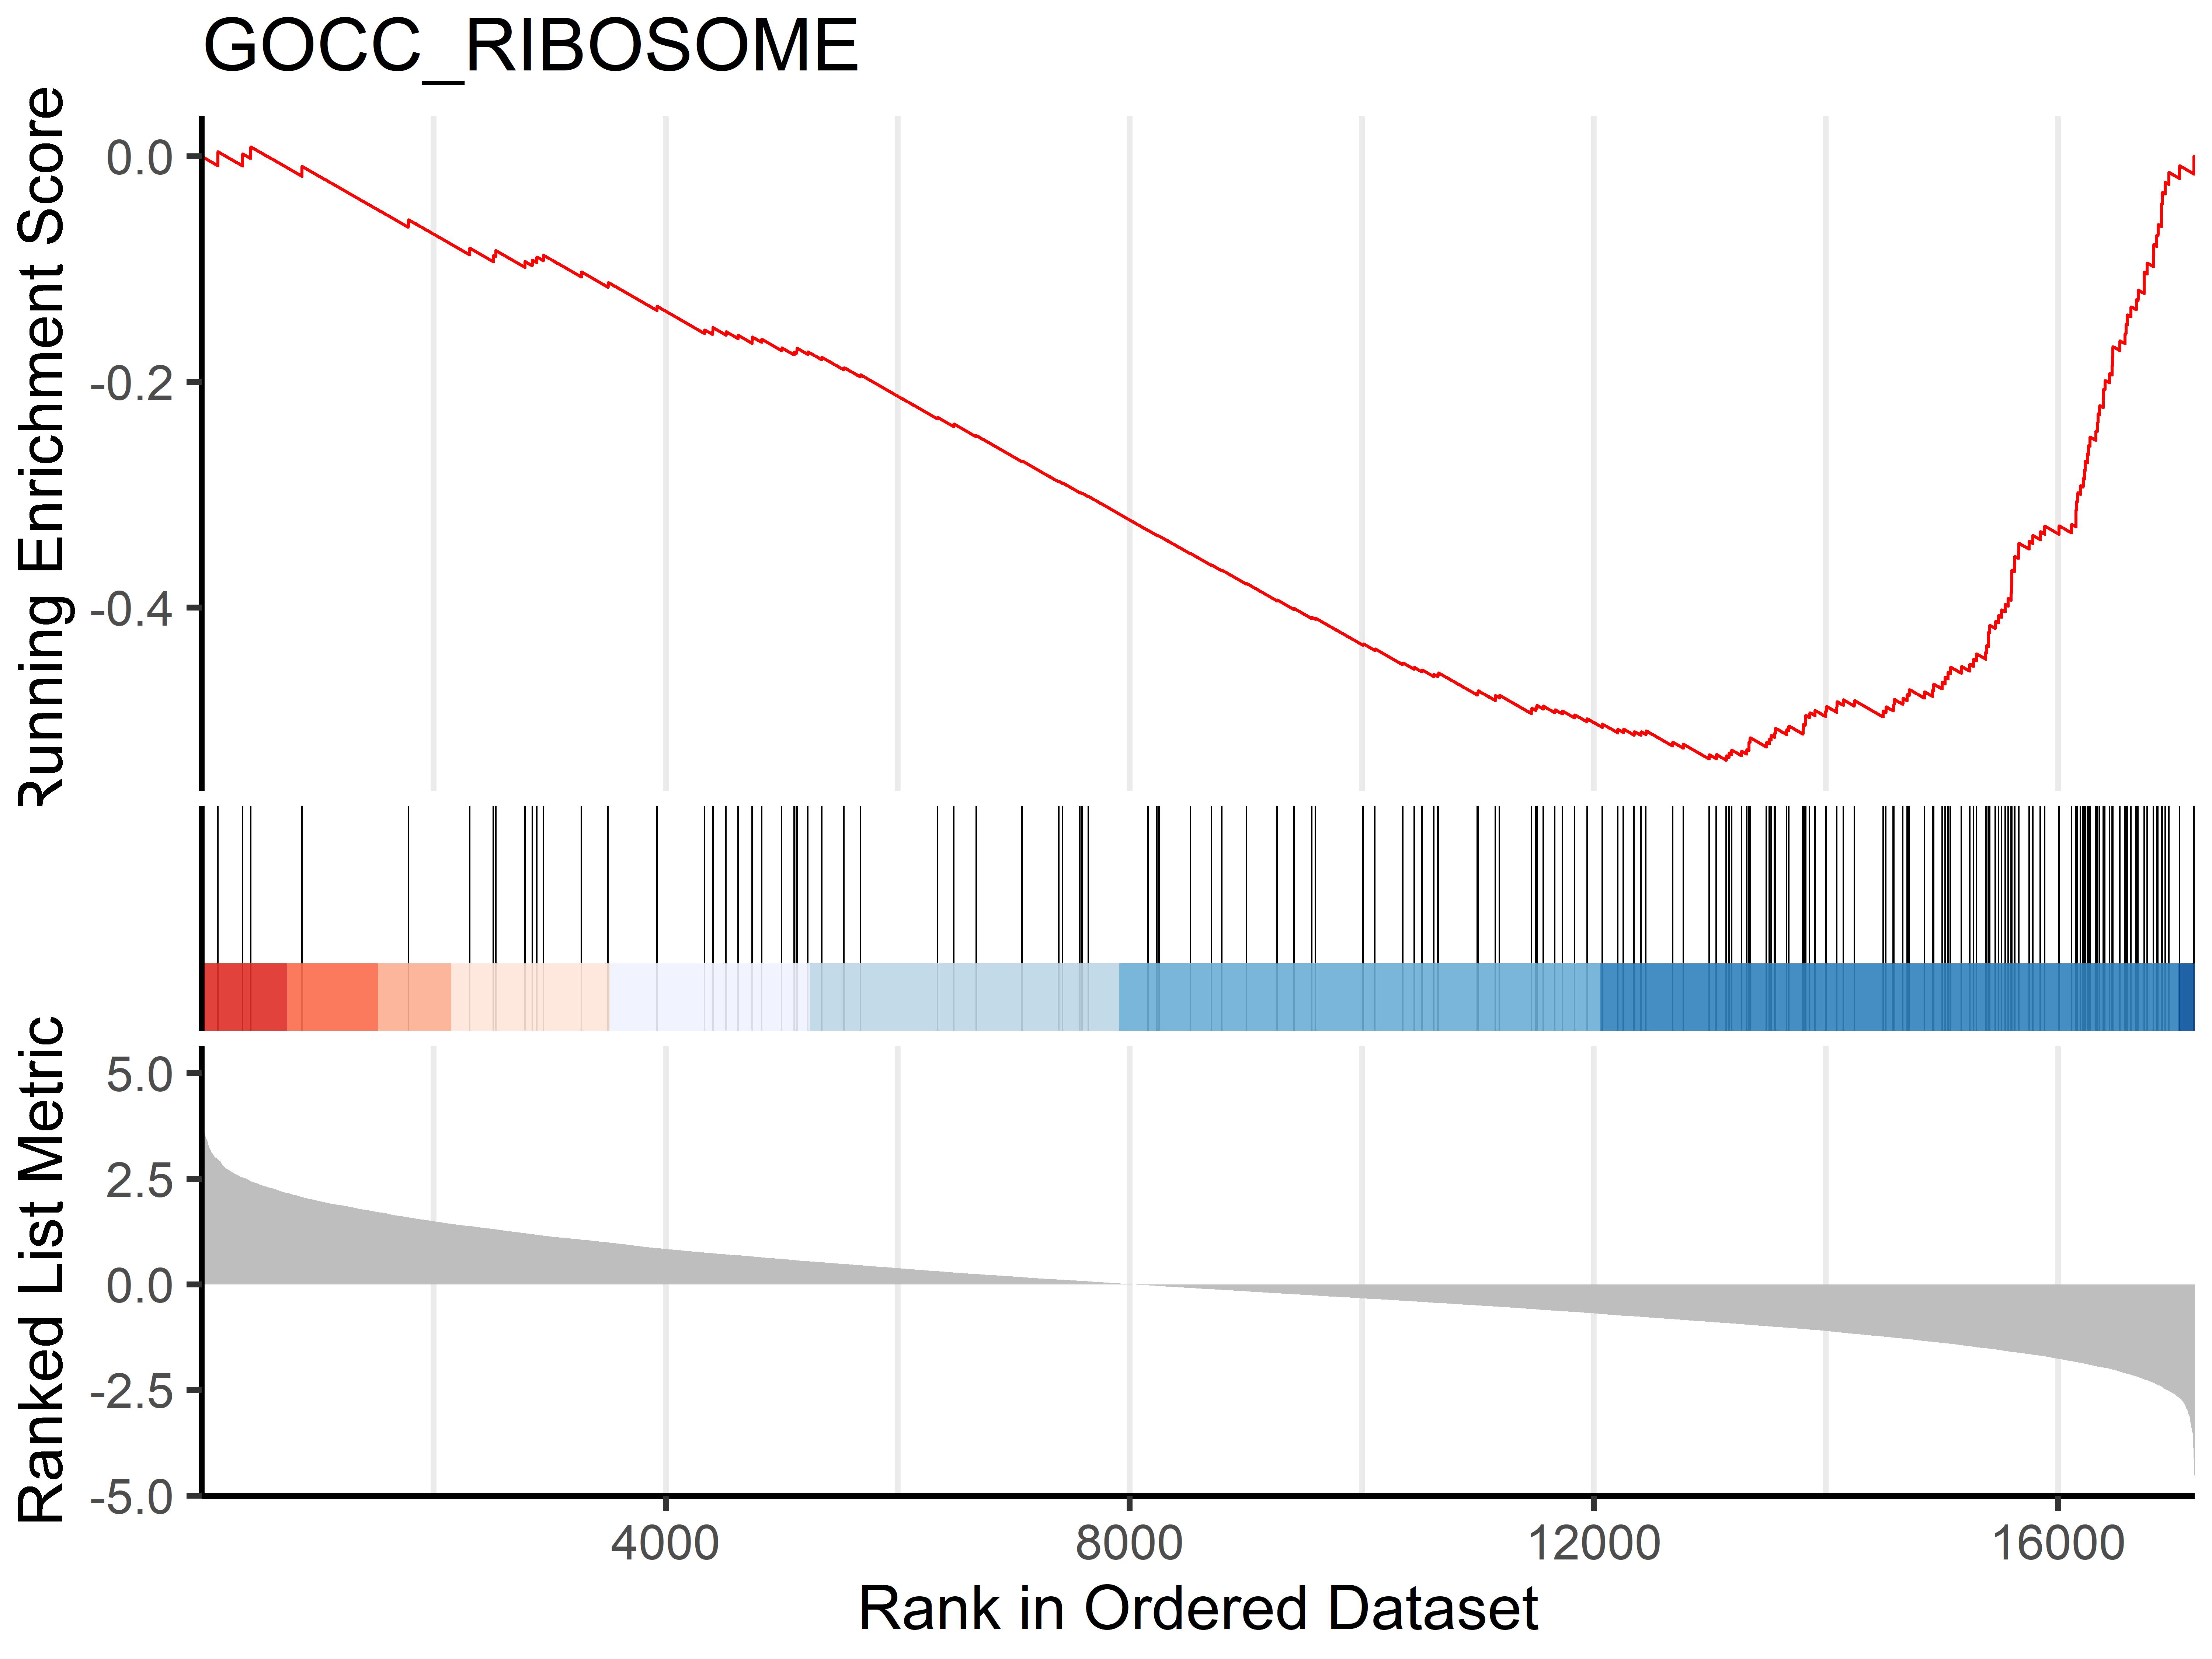 GOCC_RIBOSOME
Running Enrichment Score
0.0
-0.2
-0.4
Ranked List Metric
5.0
2.5
0.0
-2.5
-5.0
4000 8000 12000 16000
Rank in Ordered Dataset